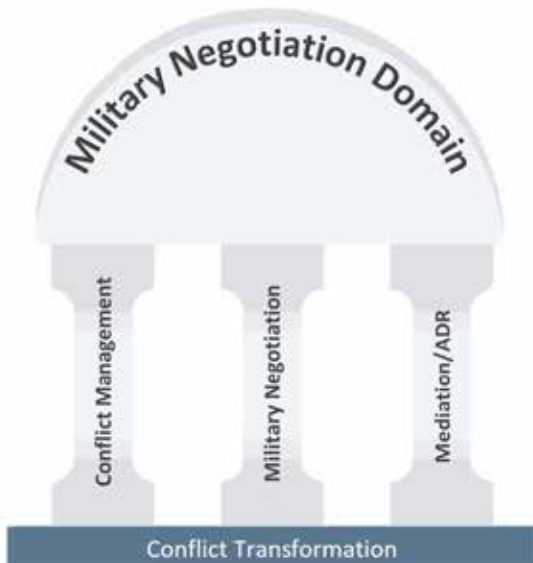 Military Negotiation Domain
Conflict Management
Military Negotiation
Mediation/ADR
Conflict Transformation